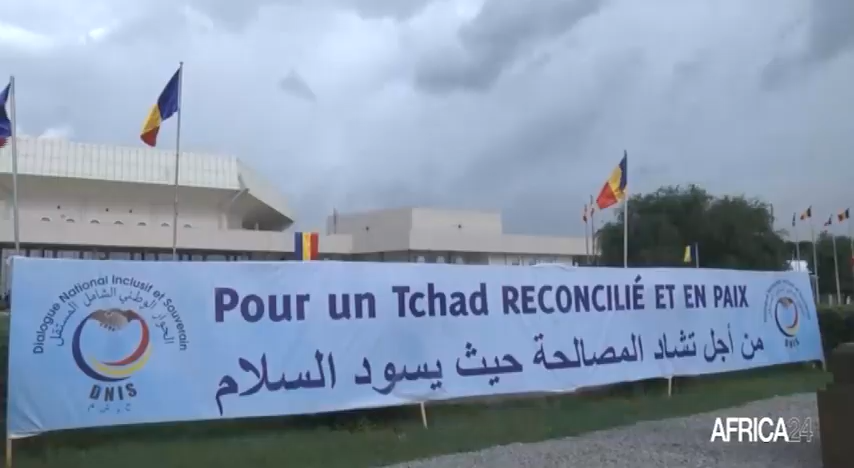 Dialogue National Inclusif et Souverain
الحوار الوطني الشامل المستقل
DNIS
Pour un Tchad RECONCILIÉ ET EN PAIX
من أجل تشاد المصالحة حيث يسود السلام
DNIS
AFRICA24